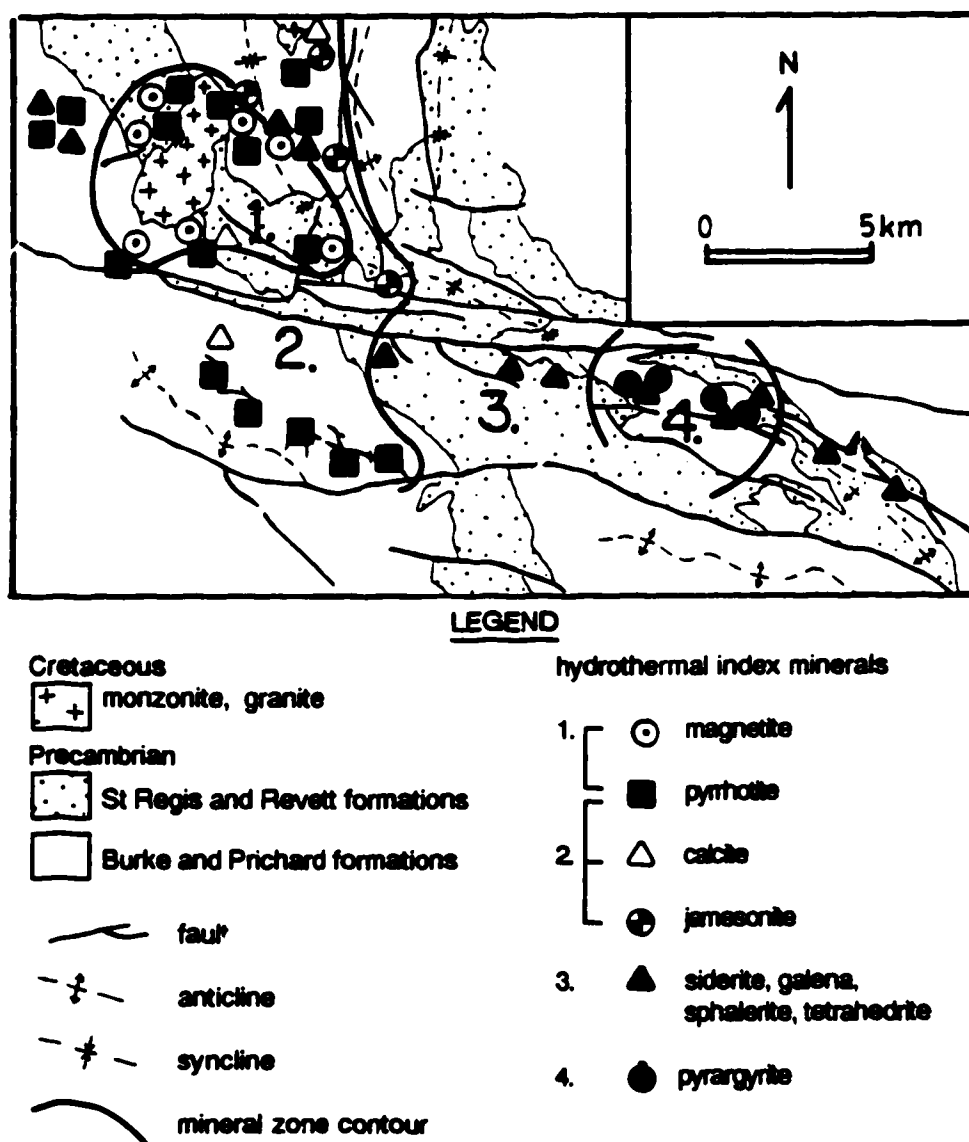 N
0 5km
1.
2.
3.
4.
LEGEND
Cretaceous
monzonite, granite
Precambrian
St Regis and Revett formations
Burke and Prichard formations
fault
anticline
syncline
mineral zone contour
hydrothermal index minerals
1. magnetite
pyrrhotite
2. calcite
jamesonite
3. siderite, galena,
sphalerite, tetrahedrite
4. pyrargyrite